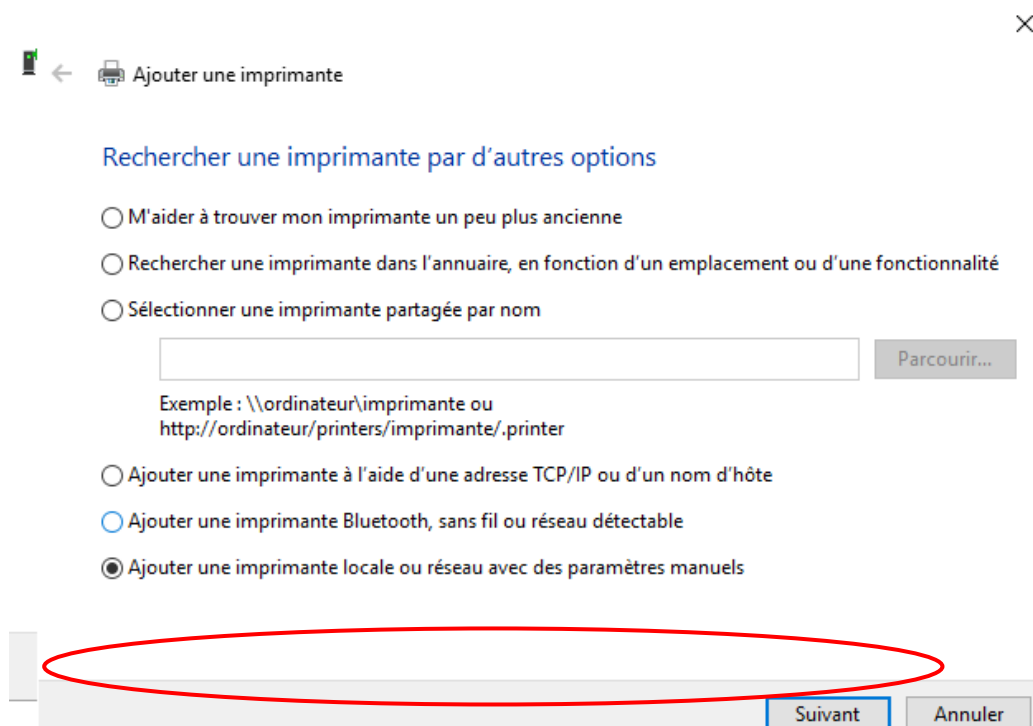 Ajouter une imprimante
Rechercher une imprimante par d'autres options
M'aider à trouver mon imprimante un peu plus ancienne
Rechercher une imprimante dans l'annuaire, en fonction d'un emplacement ou d'une fonctionnalité
Sélectionner une imprimante partagée par nom
Parcourir...
Exemple : \\ordinateur\imprimante ou
http://ordinateur/printers/imprimante/.printer
Ajouter une imprimante à l'aide d'une adresse TCP/IP ou d'un nom d'hôte
Ajouter une imprimante Bluetooth, sans fil ou réseau détectable
Ajouter une imprimante locale ou réseau avec des paramètres manuels
Suivant
Annuler